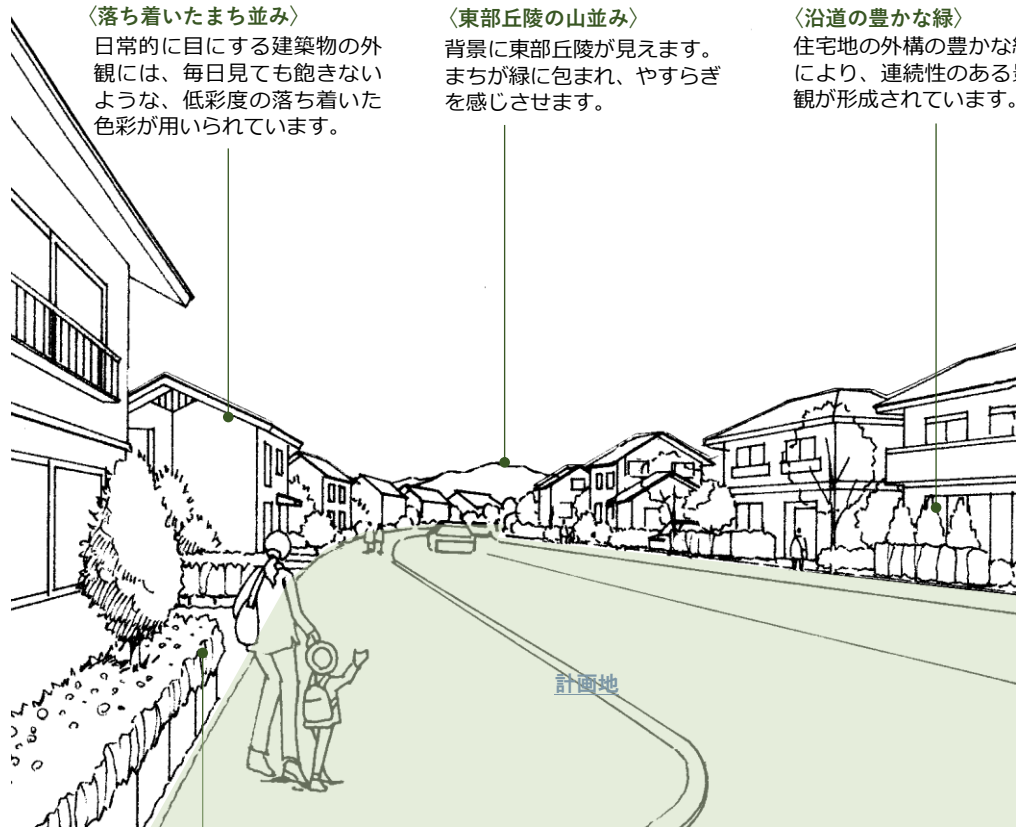 〈落ち着いたまち並み〉
日常的に目にする建築物の外
観には、毎日見ても飽きない
ような、低彩度の落ち着いた
色彩が用いられています。
〈東部丘陵の山並み〉
背景に東部丘陵が見えます。
まちが緑に包まれ、やすらぎ
を感じさせます。
〈沿道の豊かな緑〉
住宅地の外構の豊かな
により、連続性のある
観が形成されています。
計画地